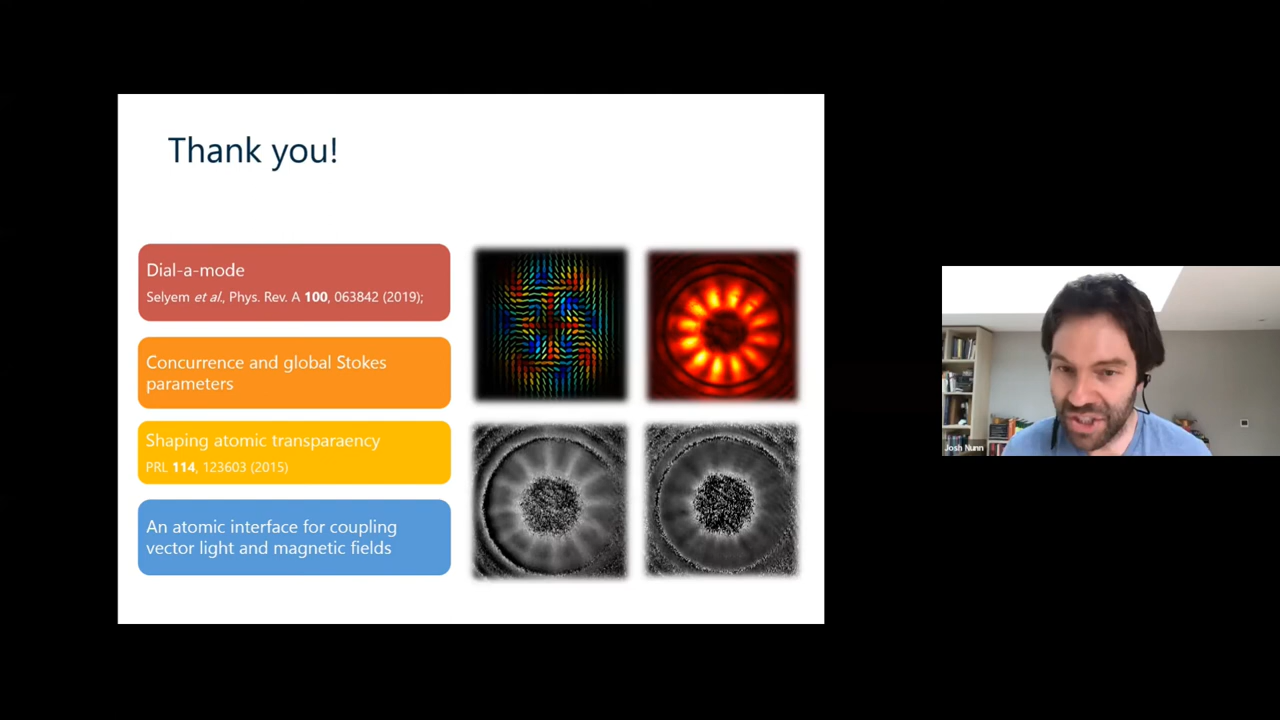 Thank you!
Dial-a-mode
Selyem et al., Phys. Rev. A 100, 063842 (2019);
Concurrence and global Stokes
parameters
Shaping atomic transparaency
PRL 114, 123603 (2015)
An atomic interface for coupling
vector light and magnetic fields
Josh Nunn